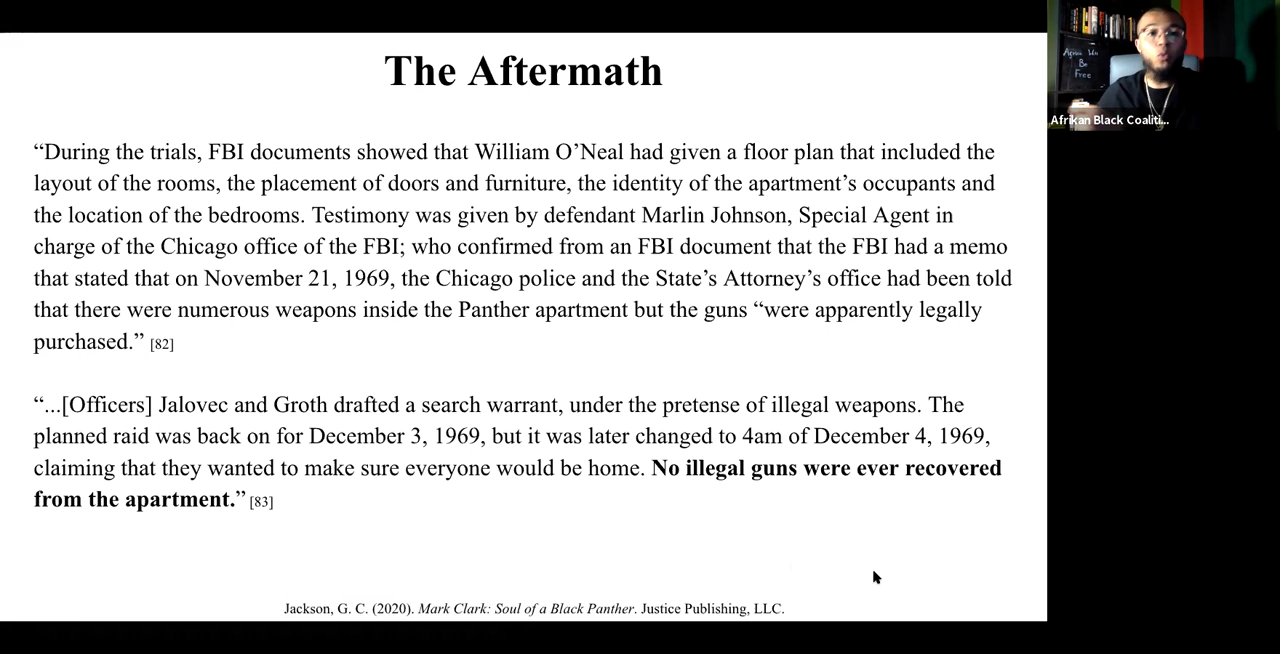 The Aftermath
“During the trials, FBI documents showed that William O’Neal had given a floor plan that included the
layout of the rooms, the placement of doors and furniture, the identity of the apartment’s occupants and
the location of the bedrooms. Testimony was given by defendant Marlin Johnson, Special Agent in
charge of the Chicago office of the FBI; who confirmed from an FBI document that the FBI had a memo
that stated that on November 21, 1969, the Chicago police and the State’s Attorney’s office had been told
that there were numerous weapons inside the Panther apartment but the guns “were apparently legally
purchased.” [82]
“...[Officers] Jalovec and Groth drafted a search warrant, under the pretense of illegal weapons. The
planned raid was back on for December 3, 1969, but it was later changed to 4am of December 4, 1969,
claiming that they wanted to make sure everyone would be home. No illegal guns were ever recovered
from the apartment.” [83]
Jackson, G. C. (2020). Mark Clark: Soul of a Black Panther. Justice Publishing, LLC.
Be
Free
Afrikan Black Coaliti...